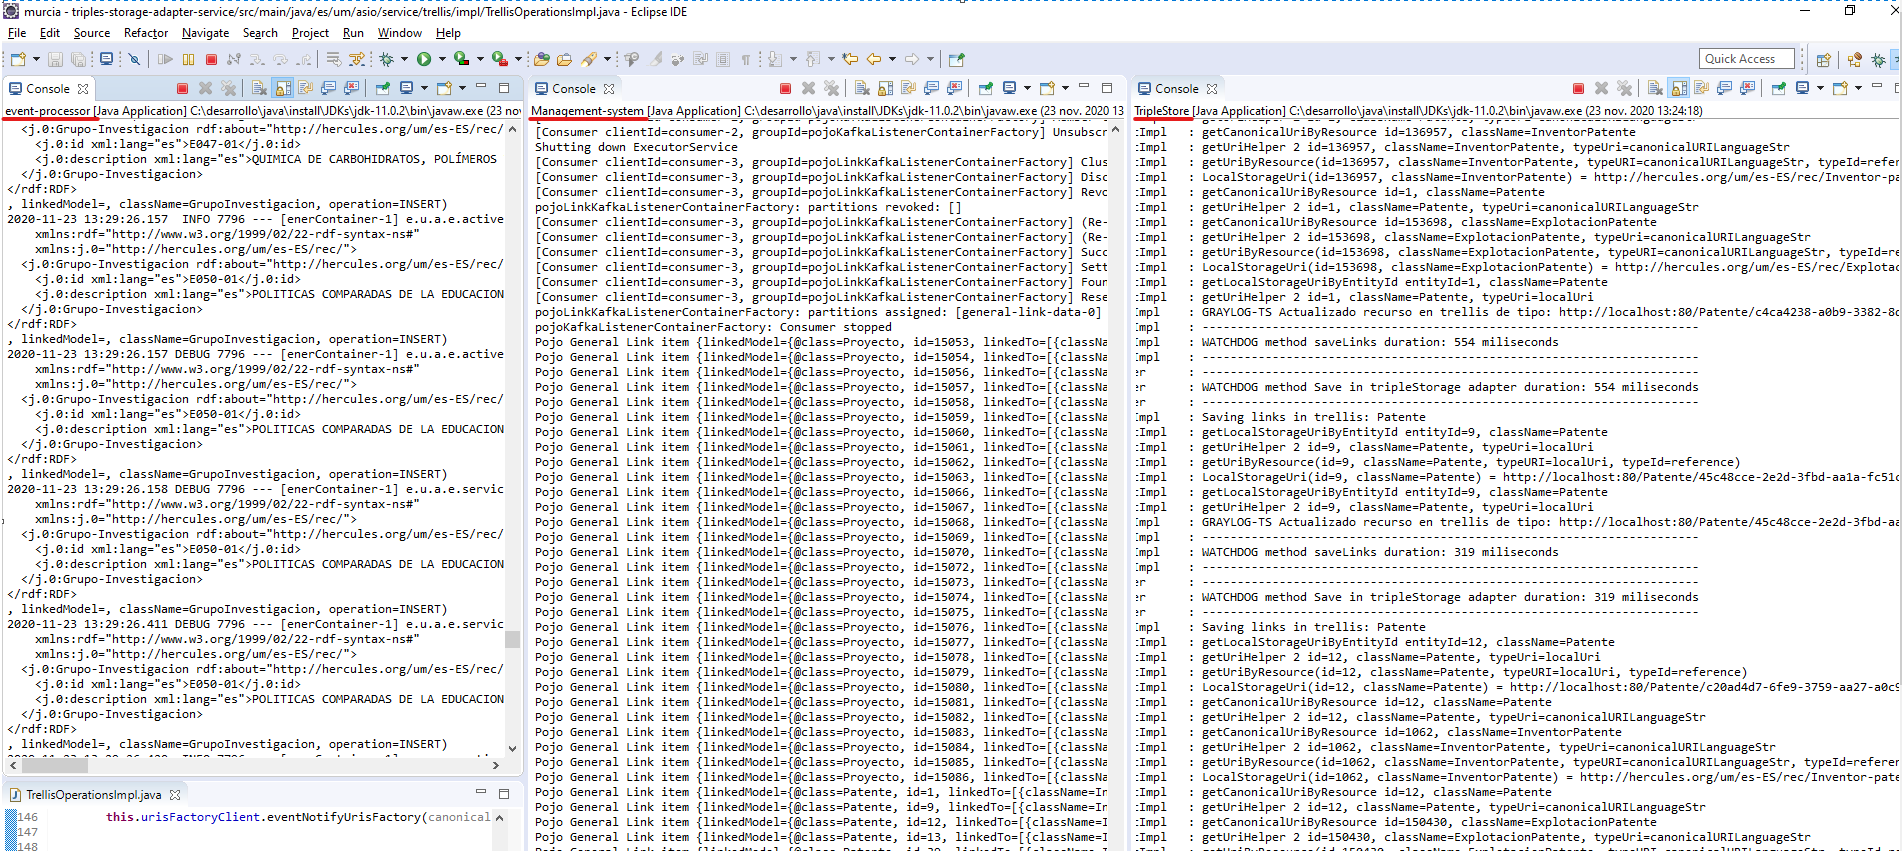 murcia - triples-storage-adapter-service/src/main/java/es/um/asio/service/trellis/impl/TrellisOperationsImpl.java - Eclipse IDE
File Edit Source Refactor Navigate Search Project Run Window Help
Quick Access
Console
event-processor [Java Application] C:\desarrollo\java\install\JDKs\jdk-11.0.2\bin\javaw.exe (23 nov
<j.0:Grupo-Investigacion rdf:about="http://hercules.org/um/es-ES/rec/
<j.0:id xml:lang="es">E047-01</j.0:id>
<j.0:description xml:lang="es">QUIMICA DE CARBOHIDRATOS, POLÍMEROS
</j.0:Grupo-Investigacion>
</rdf:RDF>
, linkedModel=, className=GrupoInvestigacion, operation=INSERT)
2020-11-23 13:29:26.157  INFO 7796 --- [enerContainer-1] e.u.a.e.active
xmlns:rdf="http://www.w3.org/1999/02/22-rdf-syntax-ns#"
xmlns:j.0="http://hercules.org/um/es-ES/rec/">
<j.0:Grupo-Investigacion rdf:about="http://hercules.org/um/es-ES/rec/
<j.0:id xml:lang="es">E050-01</j.0:id>
<j.0:description xml:lang="es">POLITICAS COMPARADAS DE LA EDUCACION
</j.0:Grupo-Investigacion>
</rdf:RDF>
, linkedModel=, className=GrupoInvestigacion, operation=INSERT)
2020-11-23 13:29:26.157 DEBUG 7796 --- [enerContainer-1] e.u.a.e.active
xmlns:rdf="http://www.w3.org/1999/02/22-rdf-syntax-ns#"
xmlns:j.0="http://hercules.org/um/es-ES/rec/">
<j.0:Grupo-Investigacion rdf:about="http://hercules.org/um/es-ES/rec/
<j.0:id xml:lang="es">E050-01</j.0:id>
<j.0:description xml:lang="es">POLITICAS COMPARADAS DE LA EDUCACION
</j.0:Grupo-Investigacion>
</rdf:RDF>
, linkedModel=, className=GrupoInvestigacion, operation=INSERT)
2020-11-23 13:29:26.158 DEBUG 7796 --- [enerContainer-1] e.u.a.e.servic
xmlns:rdf="http://www.w3.org/1999/02/22-rdf-syntax-ns#"
xmlns:j.0="http://hercules.org/um/es-ES/rec/">
<j.0:Grupo-Investigacion rdf:about="http://hercules.org/um/es-ES/rec/
<j.0:id xml:lang="es">E050-01</j.0:id>
<j.0:description xml:lang="es">POLITICAS COMPARADAS DE LA EDUCACION
</j.0:Grupo-Investigacion>
</rdf:RDF>
, linkedModel=, className=GrupoInvestigacion, operation=INSERT)
2020-11-23 13:29:26.411 DEBUG 7796 --- [enerContainer-1] e.u.a.e.servic
xmlns:rdf="http://www.w3.org/1999/02/22-rdf-syntax-ns#"
xmlns:j.0="http://hercules.org/um/es-ES/rec/">
<j.0:Grupo-Investigacion rdf:about="http://hercules.org/um/es-ES/rec/
<j.0:id xml:lang="es">E050-01</j.0:id>
<j.0:description xml:lang="es">POLITICAS COMPARADAS DE LA EDUCACION
</j.0:Grupo-Investigacion>
</rdf:RDF>
, linkedModel=, className=GrupoInvestigacion, operation=INSERT)
TrellisOperationsImpl.java
146 this.urisFactoryClient.eventNotifyUrisFactory(canonical
147
148
Console
Management-system [Java Application] C:\desarrollo\java\install\JDKs\jdk-11.0.2\bin\javaw.exe (23 nov. 2020 13
[Consumer clientId=consumer-2, groupId=pojoKafkaListenerContainerFactory] Unsubscr
Shutting down ExecutorService
[Consumer clientId=consumer-3, groupId=pojoLinkKafkaListenerContainerFactory] Clus
[Consumer clientId=consumer-3, groupId=pojoLinkKafkaListenerContainerFactory] Disc
[Consumer clientId=consumer-3, groupId=pojoLinkKafkaListenerContainerFactory] Revo
pojoLinkKafkaListenerContainerFactory: partitions revoked: []
[Consumer clientId=consumer-3, groupId=pojoLinkKafkaListenerContainerFactory] (Re-
[Consumer clientId=consumer-3, groupId=pojoLinkKafkaListenerContainerFactory] (Re-
[Consumer clientId=consumer-3, groupId=pojoLinkKafkaListenerContainerFactory] Succ
[Consumer clientId=consumer-3, groupId=pojoLinkKafkaListenerContainerFactory] Sett
[Consumer clientId=consumer-3, groupId=pojoLinkKafkaListenerContainerFactory] Foun
[Consumer clientId=consumer-3, groupId=pojoLinkKafkaListenerContainerFactory] Rese
pojoLinkKafkaListenerContainerFactory: partitions assigned: [general-link-data-0]
pojoKafkaListenerContainerFactory: Consumer stopped
Pojo General Link item {linkedModel={@class=Proyecto, id=15053, linkedTo=[{classNa
Pojo General Link item {linkedModel={@class=Proyecto, id=15054, linkedTo=[{classNa
Pojo General Link item {linkedModel={@class=Proyecto, id=15056, linkedTo=[{classNa
Pojo General Link item {linkedModel={@class=Proyecto, id=15057, linkedTo=[{classNa
Pojo General Link item {linkedModel={@class=Proyecto, id=15058, linkedTo=[{classNa
Pojo General Link item {linkedModel={@class=Proyecto, id=15059, linkedTo=[{classNa
Pojo General Link item {linkedModel={@class=Proyecto, id=15060, linkedTo=[{classNa
Pojo General Link item {linkedModel={@class=Proyecto, id=15061, linkedTo=[{classNa
Pojo General Link item {linkedModel={@class=Proyecto, id=15062, linkedTo=[{classNa
Pojo General Link item {linkedModel={@class=Proyecto, id=15063, linkedTo=[{classNa
Pojo General Link item {linkedModel={@class=Proyecto, id=15066, linkedTo=[{classNa
Pojo General Link item {linkedModel={@class=Proyecto, id=15067, linkedTo=[{classNa
Pojo General Link item {linkedModel={@class=Proyecto, id=15068, linkedTo=[{classNa
Pojo General Link item {linkedModel={@class=Proyecto, id=15069, linkedTo=[{classNa
Pojo General Link item {linkedModel={@class=Proyecto, id=15070, linkedTo=[{classNa
Pojo General Link item {linkedModel={@class=Proyecto, id=15072, linkedTo=[{classNa
Pojo General Link item {linkedModel={@class=Proyecto, id=15073, linkedTo=[{classNa
Pojo General Link item {linkedModel={@class=Proyecto, id=15074, linkedTo=[{classNa
Pojo General Link item {linkedModel={@class=Proyecto, id=15075, linkedTo=[{classNa
Pojo General Link item {linkedModel={@class=Proyecto, id=15076, linkedTo=[{classNa
Pojo General Link item {linkedModel={@class=Proyecto, id=15077, linkedTo=[{classNa
Pojo General Link item {linkedModel={@class=Proyecto, id=15078, linkedTo=[{classNa
Pojo General Link item {linkedModel={@class=Proyecto, id=15079, linkedTo=[{classNa
Pojo General Link item {linkedModel={@class=Proyecto, id=15080, linkedTo=[{classNa
Pojo General Link item {linkedModel={@class=Proyecto, id=15081, linkedTo=[{classNa
Pojo General Link item {linkedModel={@class=Proyecto, id=15082, linkedTo=[{classNa
Pojo General Link item {linkedModel={@class=Proyecto, id=15083, linkedTo=[{classNa
Pojo General Link item {linkedModel={@class=Proyecto, id=15084, linkedTo=[{classNa
Pojo General Link item {linkedModel={@class=Proyecto, id=15085, linkedTo=[{classNa
Pojo General Link item {linkedModel={@class=Proyecto, id=15086, linkedTo=[{classNa
Pojo General Link item {linkedModel={@class=Patente, id=1, linkedTo=[{className=In
Pojo General Link item {linkedModel={@class=Patente, id=9, linkedTo=[{className=In
Pojo General Link item {linkedModel={@class=Patente, id=12, linkedTo=[{className=I
Pojo General Link item {linkedModel={@class=Patente, id=13, linkedTo=[{className=I
Console
TripleStore [Java Application] C:\desarrollo\java\install\JDKs\jdk-11.0.2\bin\javaw.exe (23 nov. 2020 13:24:18)
:Impl : getCanonicalUriByResource id=136957, className=InventorPatente
:Impl : getUriHelper 2 id=136957, className=InventorPatente, typeUri=canonicalURILanguageStr
:Impl : getUriByResource(id=136957, className=InventorPatente, typeURI=canonicalURILanguageStr, typeId=refer
:Impl : LocalStorageUri(id=136957, className=InventorPatente) = http://hercules.org/um/es-ES/rec/Inventor-pa
:Impl : getCanonicalUriByResource id=1, className=Patente
:Impl : getUriHelper 2 id=1, className=Patente, typeUri=canonicalURILanguageStr
:Impl : getCanonicalUriByResource id=153698, className=ExplotacionPatente
:Impl : getUriHelper 2 id=153698, className=ExplotacionPatente, typeUri=canonicalURILanguageStr
:Impl : getUriByResource(id=153698, className=ExplotacionPatente, typeURI=canonicalURILanguageStr, typeId=re
:Impl : LocalStorageUri(id=153698, className=ExplotacionPatente) = http://hercules.org/um/es-ES/rec/Explota
:Impl : getLocalStorageUriByEntityId entityId=1, className=Patente
:Impl : getUriHelper 2 id=1, className=Patente, typeUri=localUri
Impl : GRAYLOG-TS Actualizado recurso en trellis de tipo: http://localhost:80/Patente/c4ca4238-a0b9-3382-8d
Impl : ------------------------------------------------------------------
Impl : WATCHDOG method saveLinks duration: 554 miliseconds
Impl : ------------------------------------------------------------------
er : ------------------------------------------------------------------
er : WATCHDOG method Save in tripleStorage adapter duration: 554 miliseconds
er : ------------------------------------------------------------------
Impl : Saving links in trellis: Patente
:Impl : getLocalStorageUriByEntityId entityId=9, className=Patente
:Impl : getUriHelper 2 id=9, className=Patente, typeUri=localUri
:Impl : getUriByResource(id=9, className=Patente, typeURI=localUri, typeId=reference)
:Impl : LocalStorageUri(id=9, className=Patente) = http://localhost:80/Patente/45c48cce-2e2d-3fbd-aa1a-fc51c
:Impl : getLocalStorageUriByEntityId entityId=9, className=Patente
:Impl : getUriHelper 2 id=9, className=Patente, typeUri=localUri
Impl : GRAYLOG-TS Actualizado recurso en trellis de tipo: http://localhost:80/Patente/45c48cce-2e2d-3fbd-aa
Impl : ------------------------------------------------------------------
Impl : WATCHDOG method saveLinks duration: 319 miliseconds
Impl : ------------------------------------------------------------------
er : ------------------------------------------------------------------
er : WATCHDOG method Save in tripleStorage adapter duration: 319 miliseconds
er : ------------------------------------------------------------------
Impl : Saving links in trellis: Patente
:Impl : getLocalStorageUriByEntityId entityId=12, className=Patente
:Impl : getUriHelper 2 id=12, className=Patente, typeUri=localUri
:Impl : getUriByResource(id=12, className=Patente, typeURI=localUri, typeId=reference)
:Impl : LocalStorageUri(id=12, className=Patente) = http://localhost:80/Patente/c20ad4d7-6fe9-3759-aa27-a0c9
:Impl : getCanonicalUriByResource id=12, className=Patente
:Impl : getUriHelper 2 id=12, className=Patente, typeUri=canonicalURILanguageStr
:Impl : getCanonicalUriByResource id=1062, className=InventorPatente
:Impl : getUriHelper 2 id=1062, className=InventorPatente, typeUri=canonicalURILanguageStr
:Impl : getUriByResource(id=1062, className=InventorPatente, typeURI=canonicalURILanguageStr, typeId=referen
:Impl : LocalStorageUri(id=1062, className=InventorPatente) = http://hercules.org/um/es-ES/rec/Inventor-pate
:Impl : getCanonicalUriByResource id=12, className=Patente
:Impl : getUriHelper 2 id=12, className=Patente, typeUri=canonicalURILanguageStr
:Impl : getCanonicalUriByResource id=150430, className=ExplotacionPatente
:Impl : getUriHelper 2 id=150430, className=ExplotacionPatente, typeUri=canonicalURILanguageStr